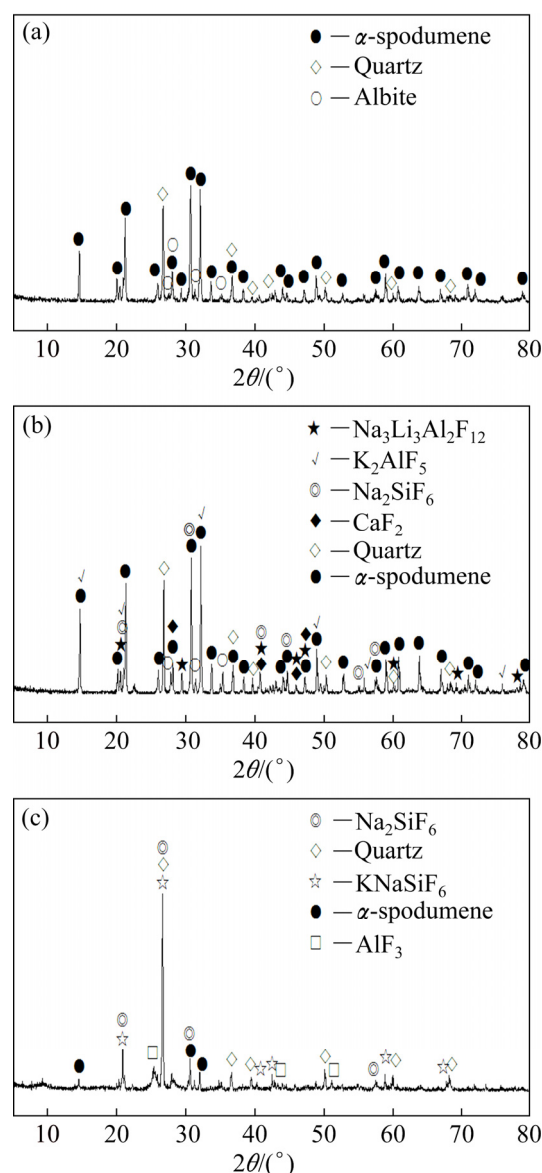 (a)
— α-spodumene
— Quartz
— Albite
10 20 30 40 50 60 70 80
2θ/(°)
(b)
— Na₃Li₃Al₂F₁₂
— K₂AlF₅
— Na₂SiF₆
— CaF₂
— Quartz
— α-spodumene
10 20 30 40 50 60 70 80
2θ/(°)
(c)
— Na₂SiF₆
— Quartz
— KNaSiF₆
— α-spodumene
— AlF₃
10 20 30 40 50 60 70 80
2θ/(°)